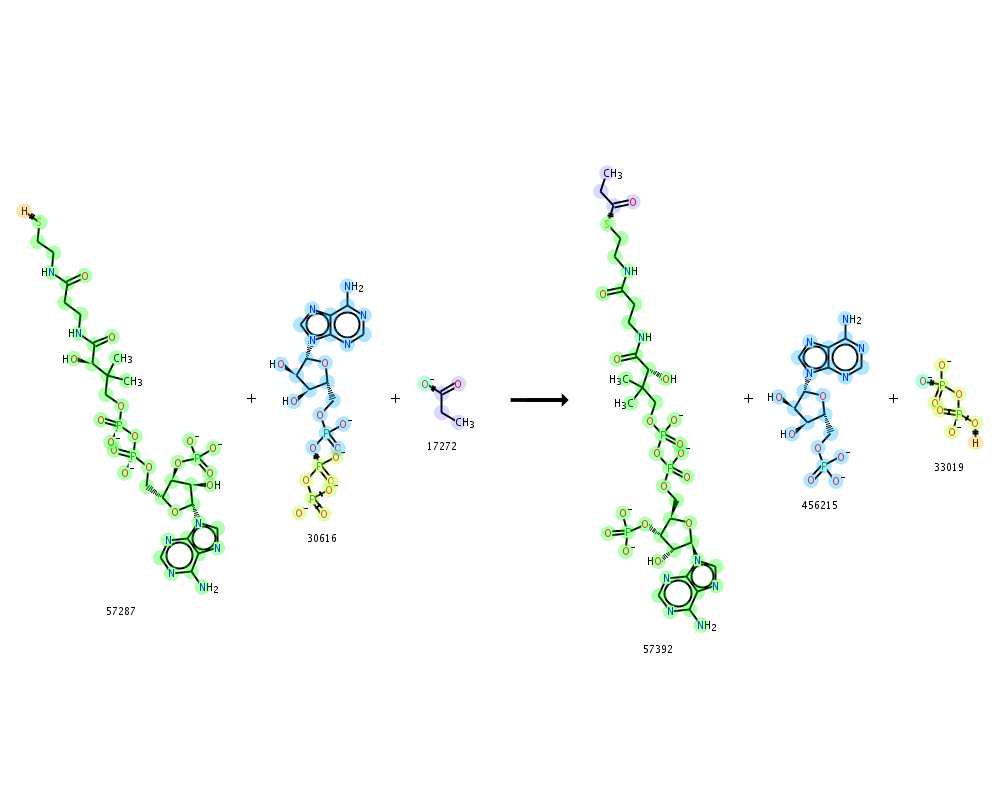 H
S
HN
O
NH
O
HO
CH3
CH3
O
O P O
O- O-
O P
O- O
O- O-
O P
O
OH
O
N
N
N
N
N
NH2
57287
+
NH2
N
N
N
N
HO
O
HO
O
P O-
O O
P O-
O O
O- P
O- O
30616
+
O- O
CH3
17272
CH3
O
S
NH
O
NH
O
OH
H3C
H3C
O
O-
P O
O O-
P O
O
O-
O P O
O-
O
HO
N
N
N
N
N
NH2
57392
+
NH2
N
N
N
N
HO
O
HO
O
P O-
O O-
456215
+
O-
O- P
O O
O P O
O- H
33019